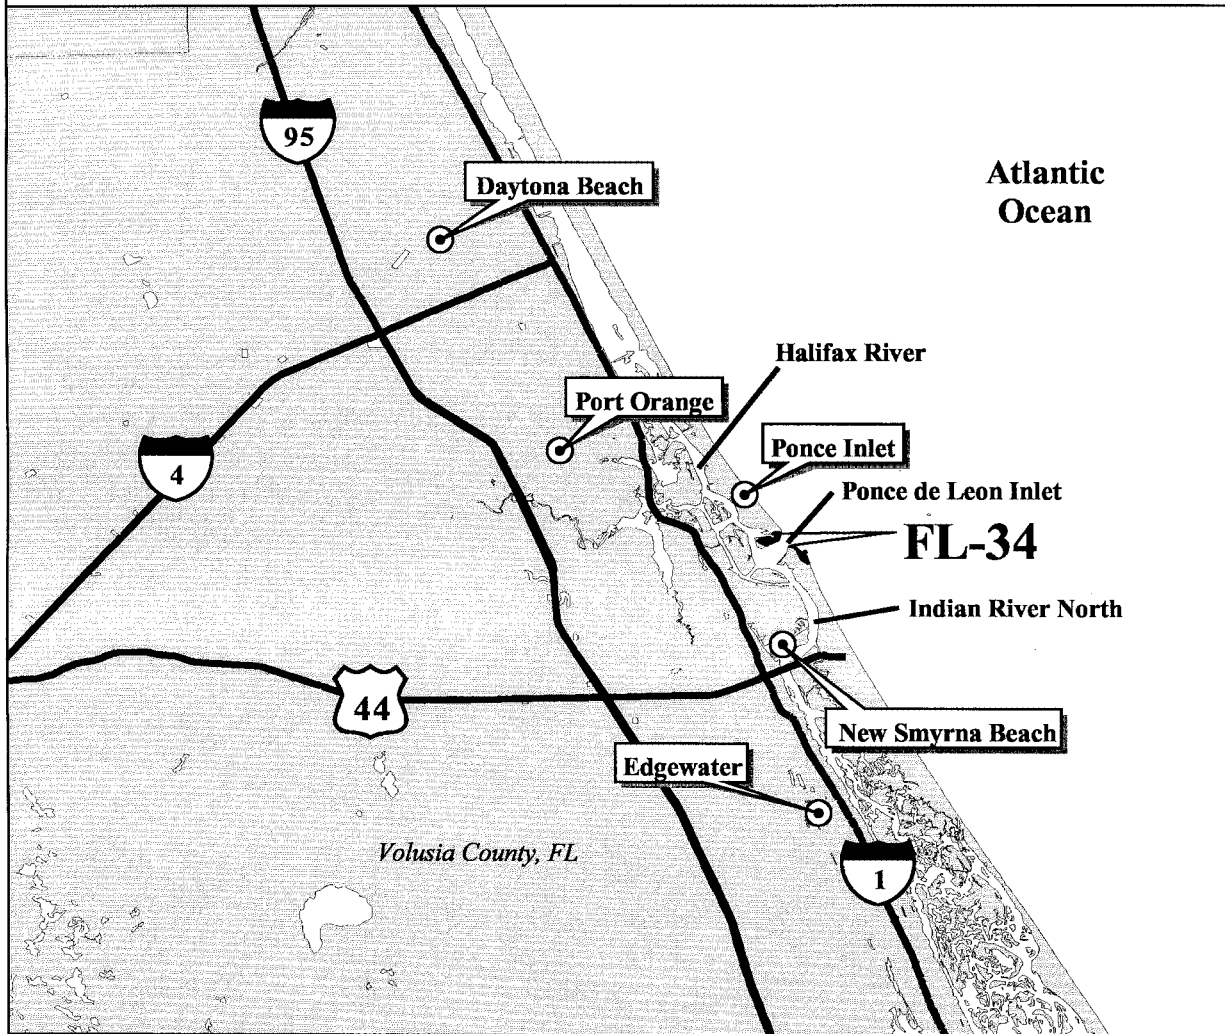 95
Daytona Beach
Atlantic
Ocean
Halifax River
Port Orange
Ponce Inlet
4
Ponce de Leon Inlet
FL-34
Indian River North
44
New Smyrna Beach
Edgewater
Volusia County, FL
1